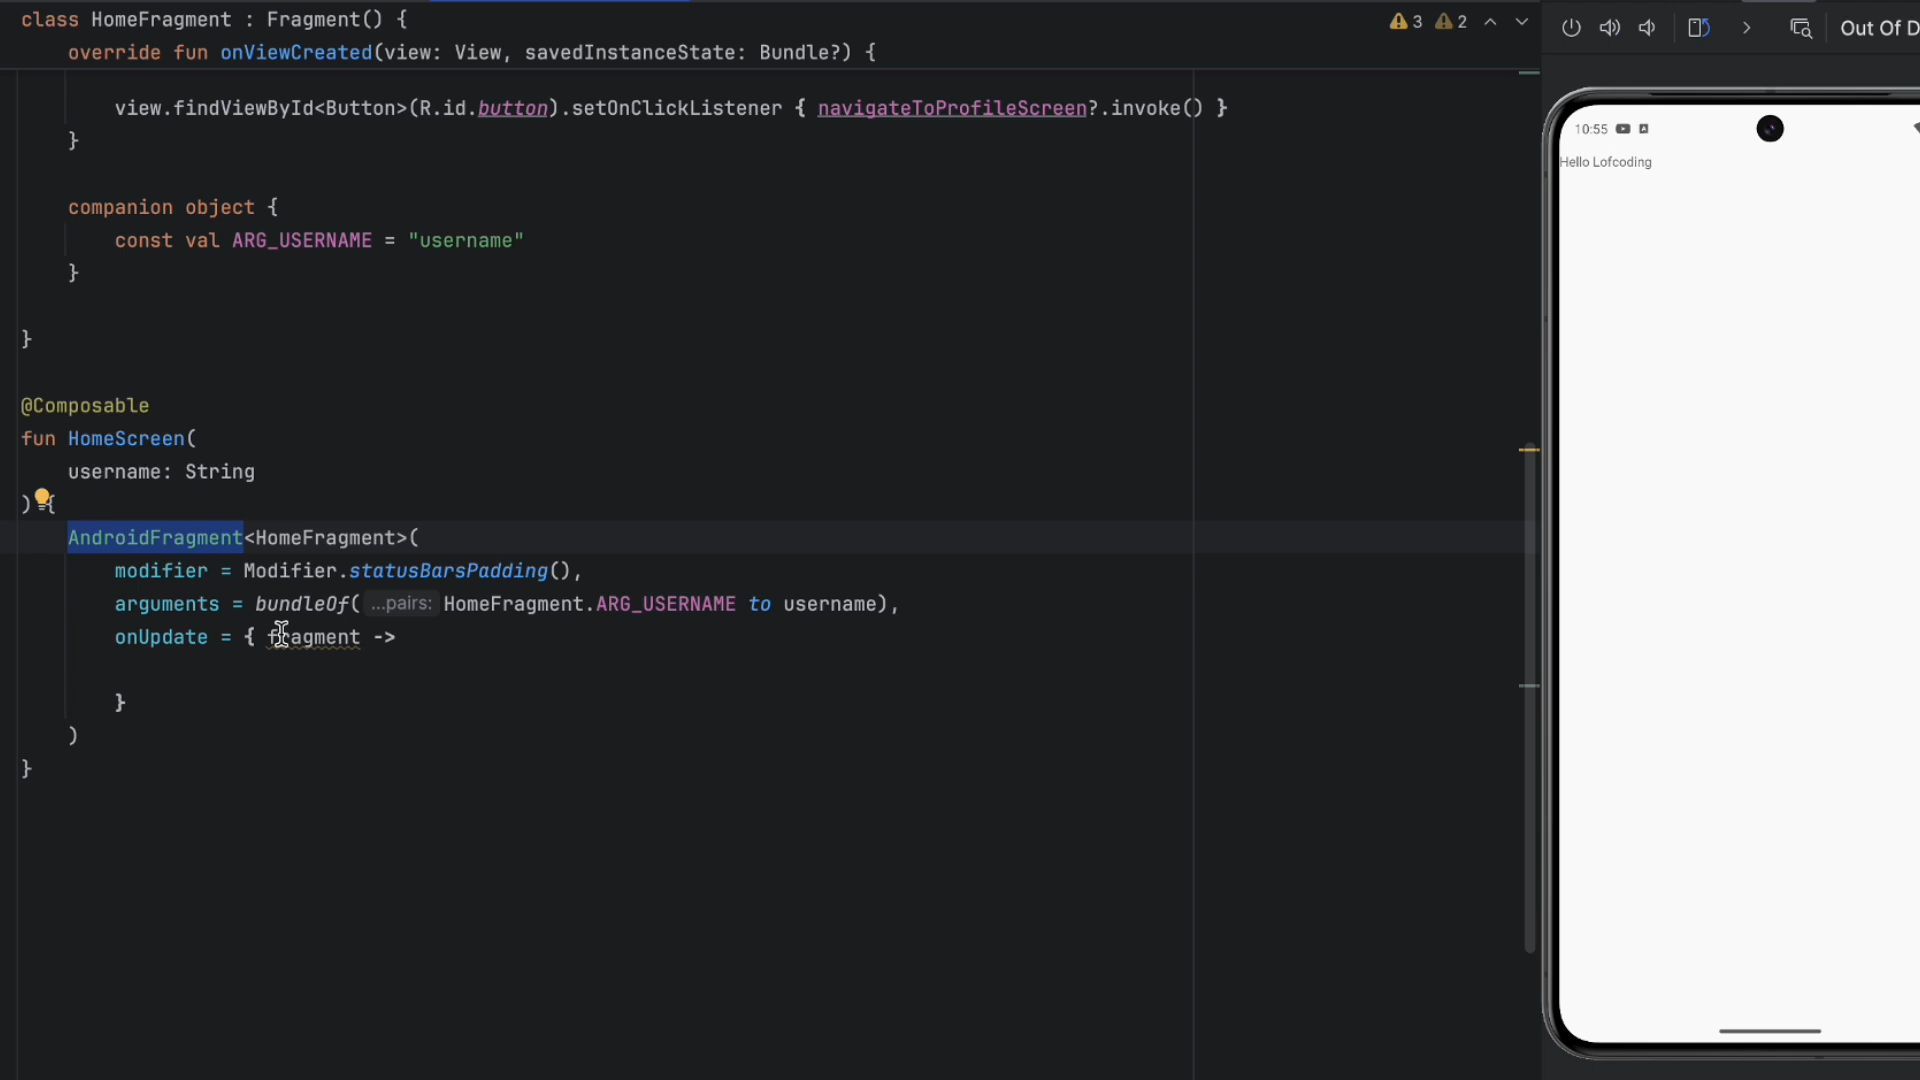 class HomeFragment : Fragment() {
override fun onViewCreated(view: View, savedInstanceState: Bundle?) {
3 2
view.findViewById<Button>(R.id.button).setOnClickListener { navigateToProfileScreen?.invoke() }
}
companion object {
const val ARG_USERNAME = "username"
}
}
@Composable
fun HomeScreen(
username: String
) {
AndroidFragment<HomeFragment>(
modifier = Modifier.statusBarsPadding(),
arguments = bundleOf( ...pairs: HomeFragment.ARG_USERNAME to username),
onUpdate = { fragment ->
}
)
}
Out Of D
10:55
Hello Lofcoding